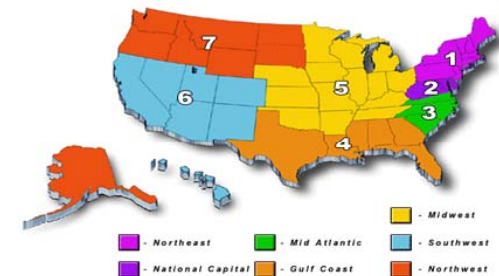 7
1
2
6
5
3
4
- Midwest
- Northeast
- Mid Atlantic
- Southwest
- National Capital
- Gulf Coast
- Northwest